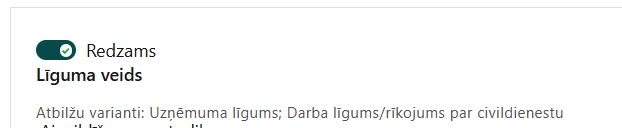 Redzams
Līguma veids
Atbilžu varianti: Uzņēmuma līgums; Darba līgums/rīkojums par civildienestu